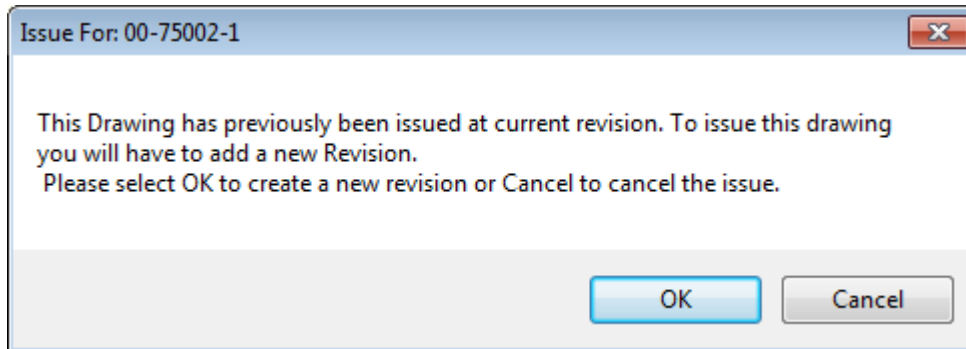 Issue For: 00-75002-1
This Drawing has previously been issued at current revision. To issue this drawing
you will have to add a new Revision.
Please select OK to create a new revision or Cancel to cancel the issue.
OK
Cancel